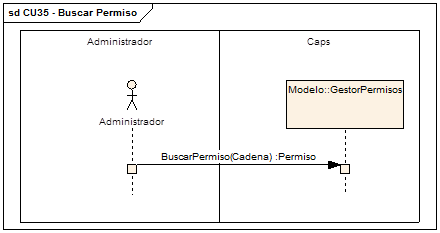 sd CU35 - Buscar Permiso
Administrador
Caps
Modelo::GestorPermisos
Administrador
BuscarPermiso(Cadena) :Permiso